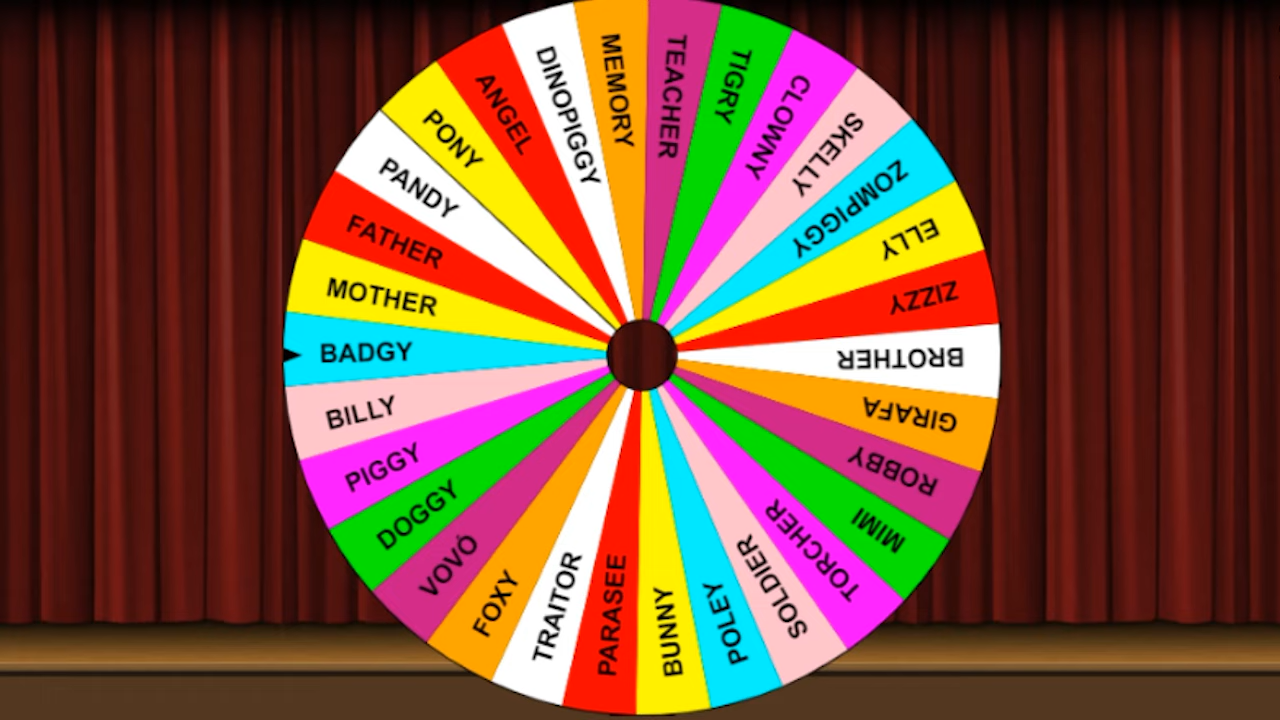 MEMORY
TEACHER
TIGRY
CLOWNY
SKELLY
ZOMPIGGY
ELLY
ZIZZY
BROTHER
GIRAFA
ROBBY
MIMI
TORCHER
SOLDIER
POLEY
BUNNY
PARASEE
TRAITOR
FOXY
VOVÓ
DOGGY
PIGGY
BILLY
BADGY
MOTHER
FATHER
PANDY
PONY
ANGEL
DINOPIGGY